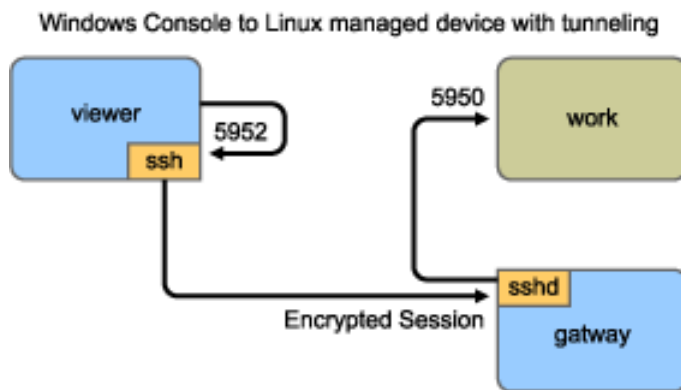 Windows Console to Linux managed device with tunneling
viewer
5952
ssh
5950
work
sshd
Encrypted Session
gatway